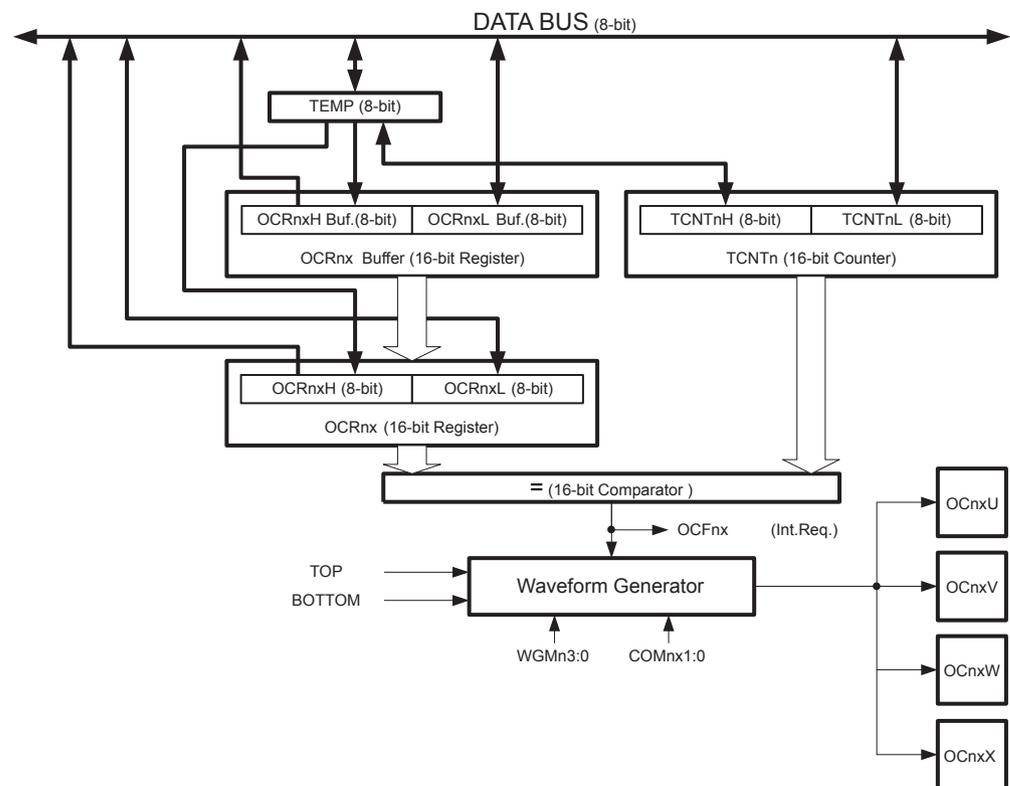 DATA BUS (8-bit)
TEMP (8-bit)
OCRnxH Buf.(8-bit)
OCRnxL Buf.(8-bit)
OCRnx Buffer (16-bit Register)
TCNTnH (8-bit)
TCNTnL (8-bit)
TCNTn (16-bit Counter)
OCRnxH (8-bit)
OCRnxL (8-bit)
OCRnx (16-bit Register)
= (16-bit Comparator )
OCFnx (Int.Req.)
TOP
BOTTOM
Waveform Generator
WGMn3:0
COMnx1:0
OCnxU
OCnxV
OCnxW
OCnxX